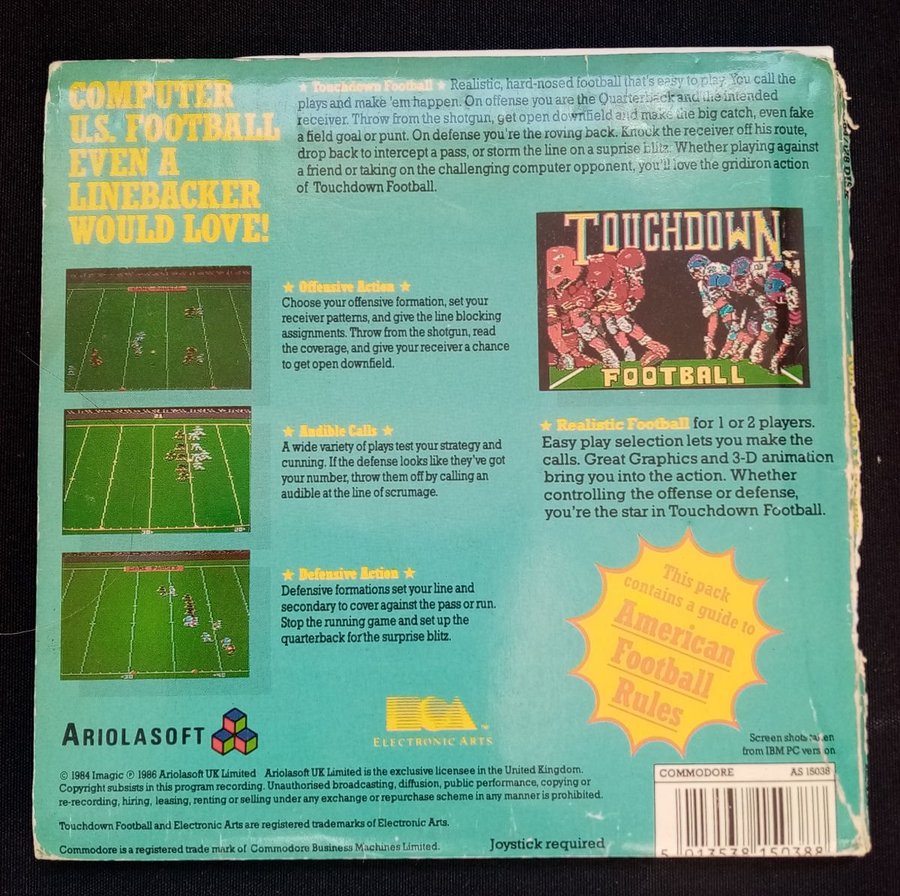 COMPUTER
U.S. FOOTBALL
EVEN A
LINEBACKER
WOULD LOVE!
★ Touchdown Football ★ Realistic, hard-nosed football that's easy to play. You call the
plays and make 'em happen. On offense you are the Quarterback and the intended
receiver. Throw from the shotgun, get open downfield and make the big catch, even fake
a field goal or punt. On defense you're the roving back. Knock the receiver off his route,
drop back to intercept a pass, or storm the line on a suprise blitz. Whether playing against
a friend or taking on the challenging computer opponent, you'll love the gridiron action
of Touchdown Football.
★ Offensive Action ★
Choose your offensive formation, set your
receiver patterns, and give the line blocking
assignments. Throw from the shotgun, read
the coverage, and give your receiver a chance
to get open downfield.
★ Audible Calls ★
A wide variety of plays test your strategy and
cunning. If the defense looks like they've got
your number, throw them off by calling an
audible at the line of scrumage.
★ Defensive Action ★
Defensive formations set your line and
secondary to cover against the pass or run.
Stop the running game and set up the
quarterback for the surprise blitz.
TOUCHDOWN
FOOTBALL
★ Realistic Football for 1 or 2 players.
Easy play selection lets you make the
calls. Great Graphics and 3-D animation
bring you into the action. Whether
controlling the offense or defense,
you're the star in Touchdown Football.
This pack
contains a guide to
American
Football
Rules
ARIOLASOFT
ELECTRONIC ARTS
Screen shots taken
from IBM PC version
© 1984 Imagic ℗ 1986 Ariolasoft UK Limited Ariolasoft UK Limited is the exclusive licensee in the United Kingdom.
Copyright subsists in this program recording. Unauthorised broadcasting, diffusion, public performance, copying or
re-recording, hiring, leasing, renting or selling under any exchange or repurchase scheme in any manner is prohibited.
Touchdown Football and Electronic Arts are registered trademarks of Electronic Arts.
Commodore is a registered trade mark of Commodore Business Machines Limited.
Joystick required
COMMODORE AS 15038
5 013538 150388